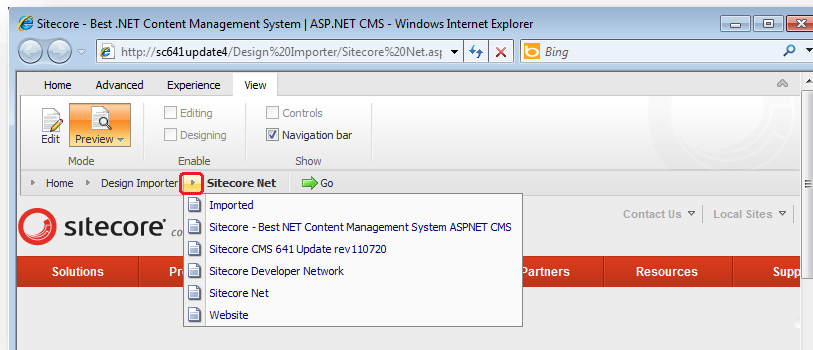 Sitecore - Best .NET Content Management System | ASP.NET CMS - Windows Internet Explorer
http://sc641update4/Design%20Importer/Sitecore%20Net.asp
Bing
Home Advanced Experience View
Editing Controls
Edit Preview Designing Navigation bar
Mode Enable Show
Home Design Importer Sitecore Net Go
Imported
sitecore Sitecore - Best NET Content Management System ASPNET CMS Contact Us Local Sites
Sitecore CMS 641 Update rev110720
Solutions Sitecore Developer Network Partners Resources Supp
Sitecore Net
Website